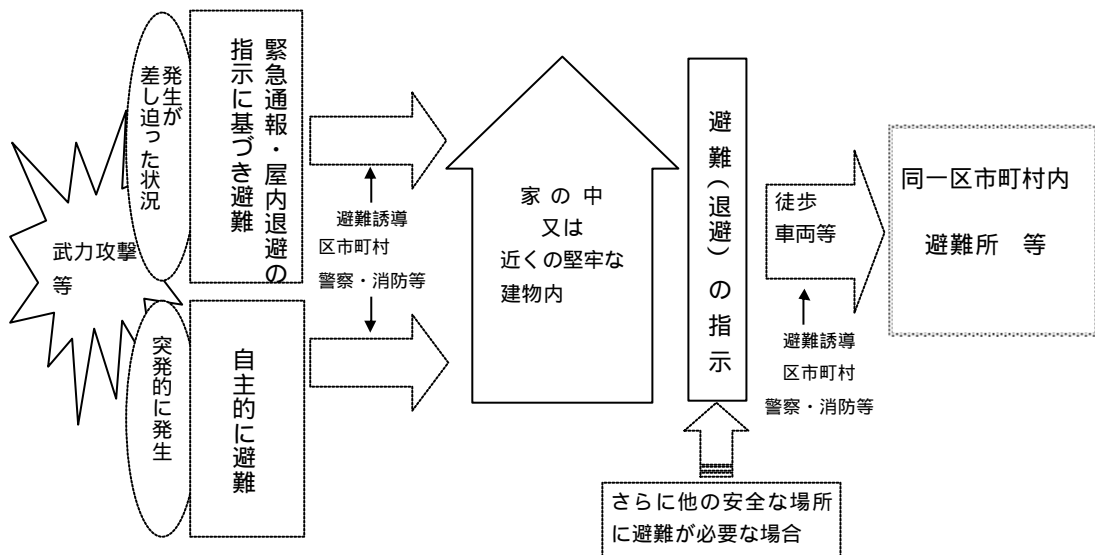 武力攻撃
等
発生が
差し迫った状況
緊急通報・屋内退避の
指示に基づき避難
突発的に発生
自主的に避難
避難誘導
区市町村
警察・消防等
家の中
又は
近くの堅牢な
建物内
避難(退避)の指示
さらに他の安全な場所
に避難が必要な場合
徒歩
車両等
避難誘導
区市町村
警察・消防等
同一区市町村内
避難所 等